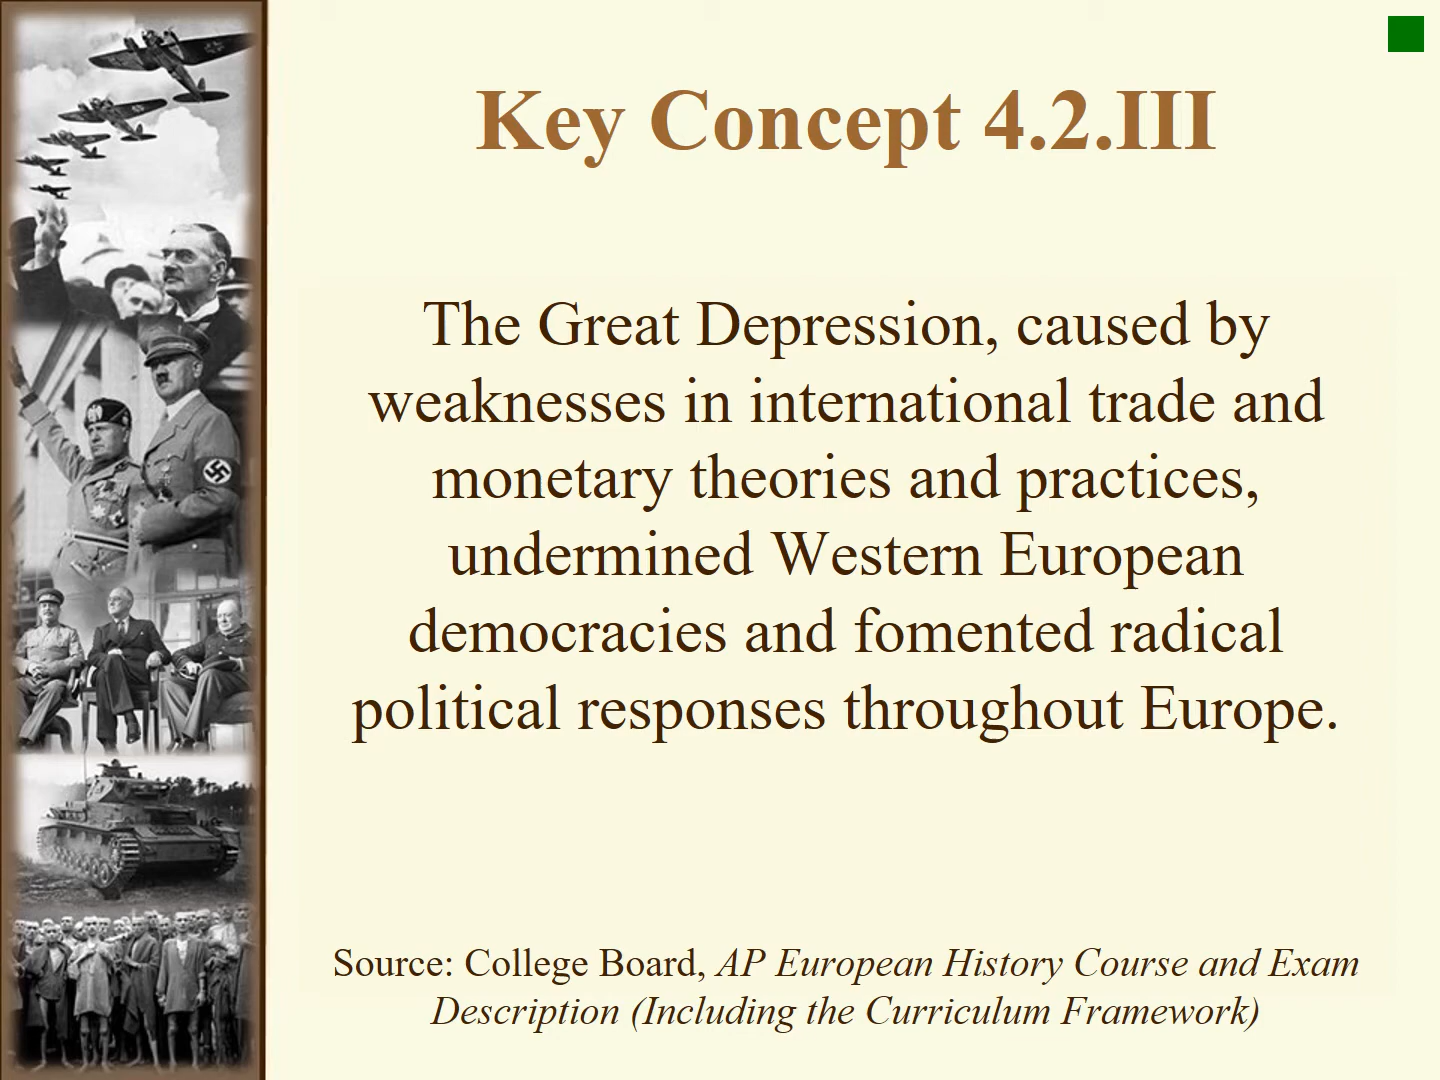 Key Concept 4.2.III
The Great Depression, caused by
weaknesses in international trade and
monetary theories and practices,
undermined Western European
democracies and fomented radical
political responses throughout Europe.
Source: College Board, AP European History Course and Exam
Description (Including the Curriculum Framework)